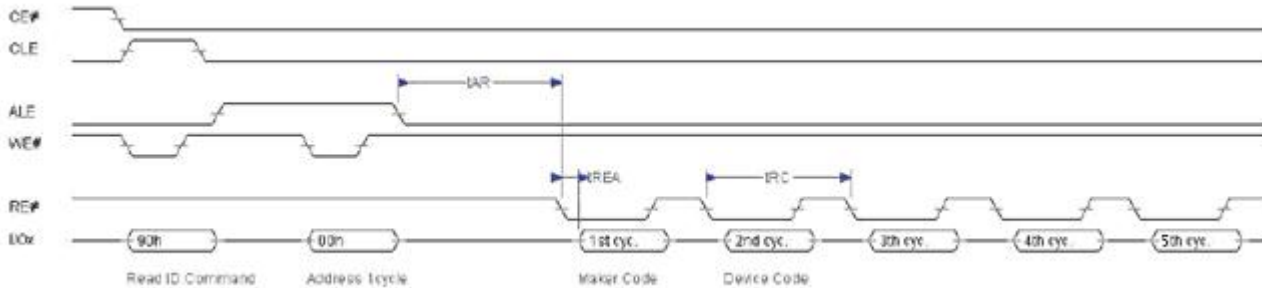 CE#
CLE
tAR
ALE
WE#
tREA
tRC
RE#
I/Ox
90h
00h
1st cyc.
2nd cyc.
3th cyc.
4th cyc.
5th cyc.
Read ID Command
Address 1cycle
Maker Code
Device Code